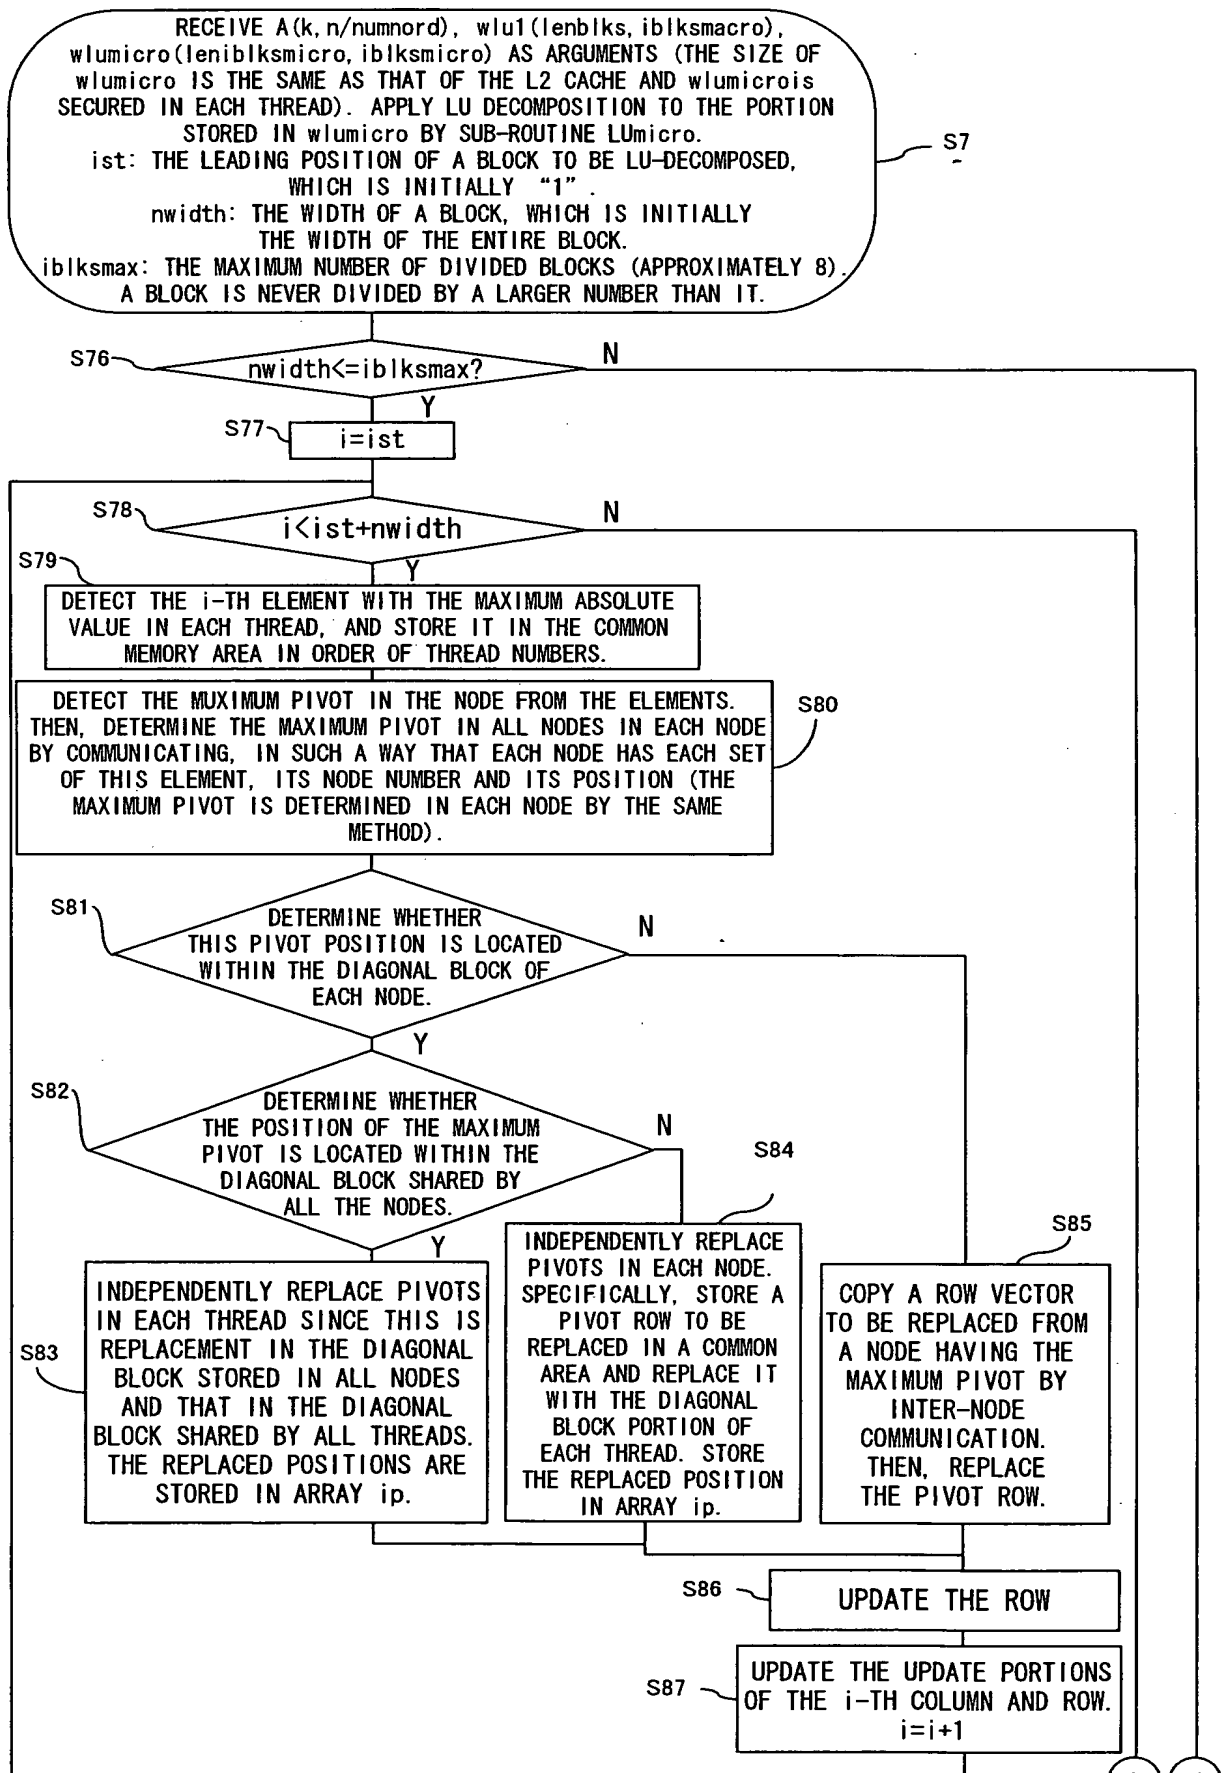 RECEIVE A(k, n/numnord), wlu1(lenblks, iblksmacro),
wlumicro(leniblksmicro, iblksmicro) AS ARGUMENTS (THE SIZE OF
wlumicro IS THE SAME AS THAT OF THE L2 CACHE AND wlumicrois
SECURED IN EACH THREAD). APPLY LU DECOMPOSITION TO THE PORTION
STORED IN wlumicro BY SUB-ROUTINE LUmicro.
ist: THE LEADING POSITION OF A BLOCK TO BE LU-DECOMPOSED,
WHICH IS INITIALLY "1".
nwidth: THE WIDTH OF A BLOCK, WHICH IS INITIALLY
THE WIDTH OF THE ENTIRE BLOCK.
iblksmax: THE MAXIMUM NUMBER OF DIVIDED BLOCKS (APPROXIMATELY 8).
A BLOCK IS NEVER DIVIDED BY A LARGER NUMBER THAN IT.
S7
S76
nwidth<=iblksmax?
N
Y
S77
i=ist
S78
i<ist+nwidth
N
Y
S79
DETECT THE i-TH ELEMENT WITH THE MAXIMUM ABSOLUTE
VALUE IN EACH THREAD, AND STORE IT IN THE COMMON
MEMORY AREA IN ORDER OF THREAD NUMBERS.
DETECT THE MUXIMUM PIVOT IN THE NODE FROM THE ELEMENTS.
THEN, DETERMINE THE MAXIMUM PIVOT IN ALL NODES IN EACH NODE
BY COMMUNICATING, IN SUCH A WAY THAT EACH NODE HAS EACH SET
OF THIS ELEMENT, ITS NODE NUMBER AND ITS POSITION (THE
MAXIMUM PIVOT IS DETERMINED IN EACH NODE BY THE SAME
METHOD).
S80
S81
DETERMINE WHETHER
THIS PIVOT POSITION IS LOCATED
WITHIN THE DIAGONAL BLOCK OF
EACH NODE.
N
Y
S82
DETERMINE WHETHER
THE POSITION OF THE MAXIMUM
PIVOT IS LOCATED WITHIN THE
DIAGONAL BLOCK SHARED BY
ALL THE NODES.
N
Y
S83
INDEPENDENTLY REPLACE PIVOTS
IN EACH THREAD SINCE THIS IS
REPLACEMENT IN THE DIAGONAL
BLOCK STORED IN ALL NODES
AND THAT IN THE DIAGONAL
BLOCK SHARED BY ALL THREADS.
THE REPLACED POSITIONS ARE
STORED IN ARRAY ip.
S84
INDEPENDENTLY REPLACE
PIVOTS IN EACH NODE.
SPECIFICALLY, STORE A
PIVOT ROW TO BE
REPLACED IN A COMMON
AREA AND REPLACE IT
WITH THE DIAGONAL
BLOCK PORTION OF
EACH THREAD. STORE
THE REPLACED POSITION
IN ARRAY ip.
S85
COPY A ROW VECTOR
TO BE REPLACED FROM
A NODE HAVING THE
MAXIMUM PIVOT BY
INTER-NODE
COMMUNICATION.
THEN, REPLACE
THE PIVOT ROW.
S86
UPDATE THE ROW
S87
UPDATE THE UPDATE PORTIONS
OF THE i-TH COLUMN AND ROW.
i=i+1